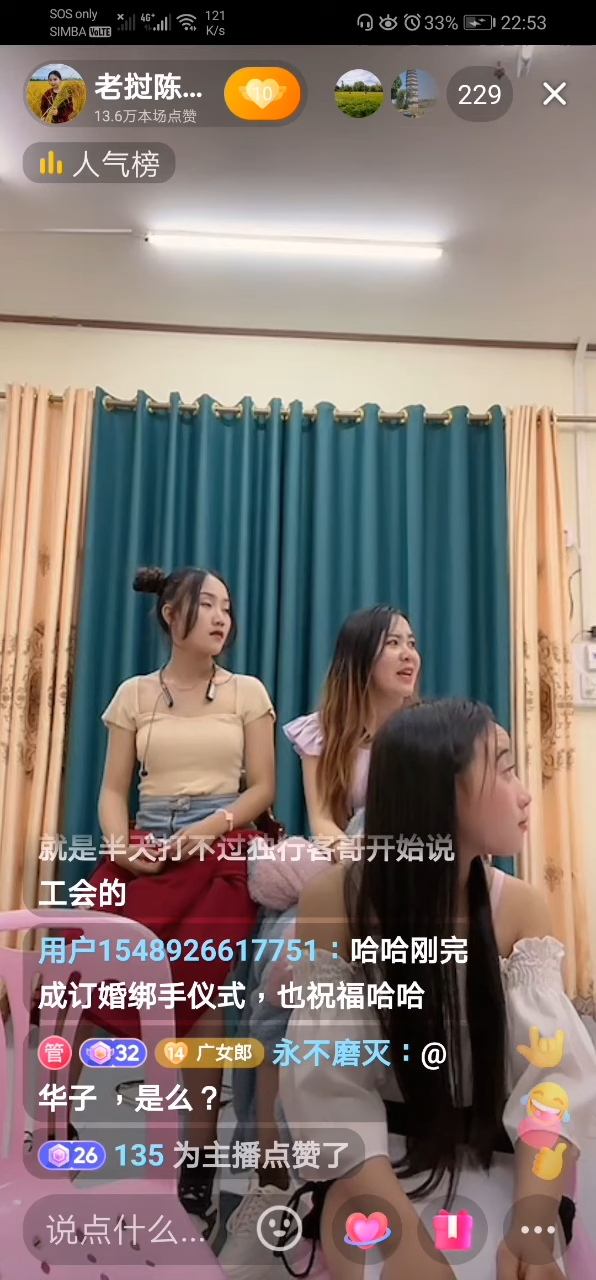 SOS only
SIMBA VoLTE
4G+
121
K/s
33%
22:53
老挝陈...
13.6万本场点赞
10
229
人气榜
就是半天打不过独行客哥开始说
工会的
用户1548926617751：哈哈刚完
成订婚绑手仪式，也祝福哈哈
管 32 14 广女郎 永不磨灭：@
华子 ，是么？
26 135 为主播点赞了
说点什么...